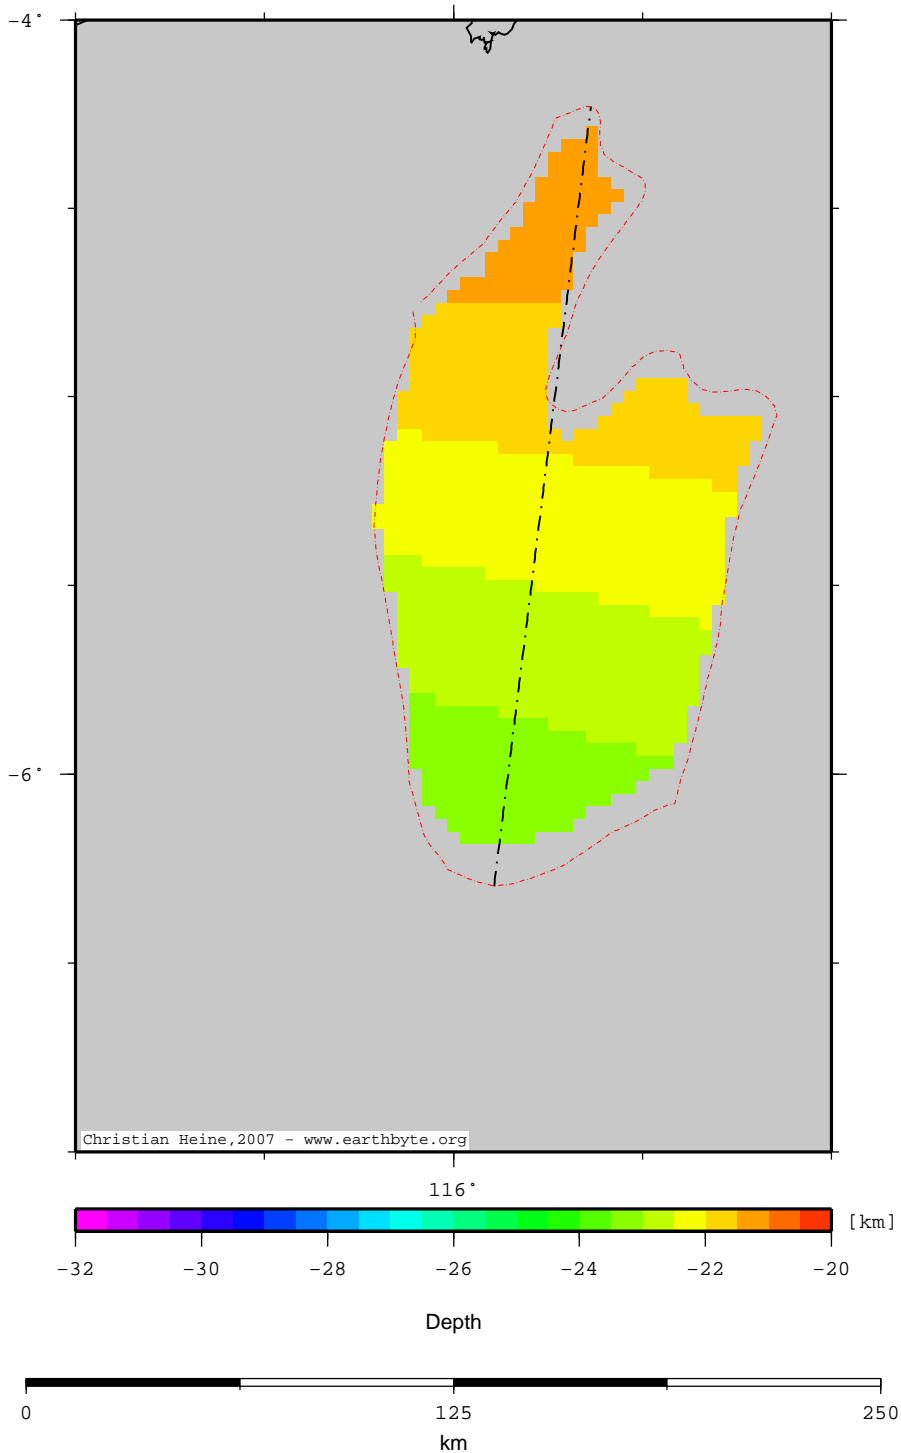 -4°
-6°
Christian Heine,2007 - www.earthbyte.org
116°
[km]
-32 -30 -28 -26 -24 -22 -20
Depth
0 125 250
km